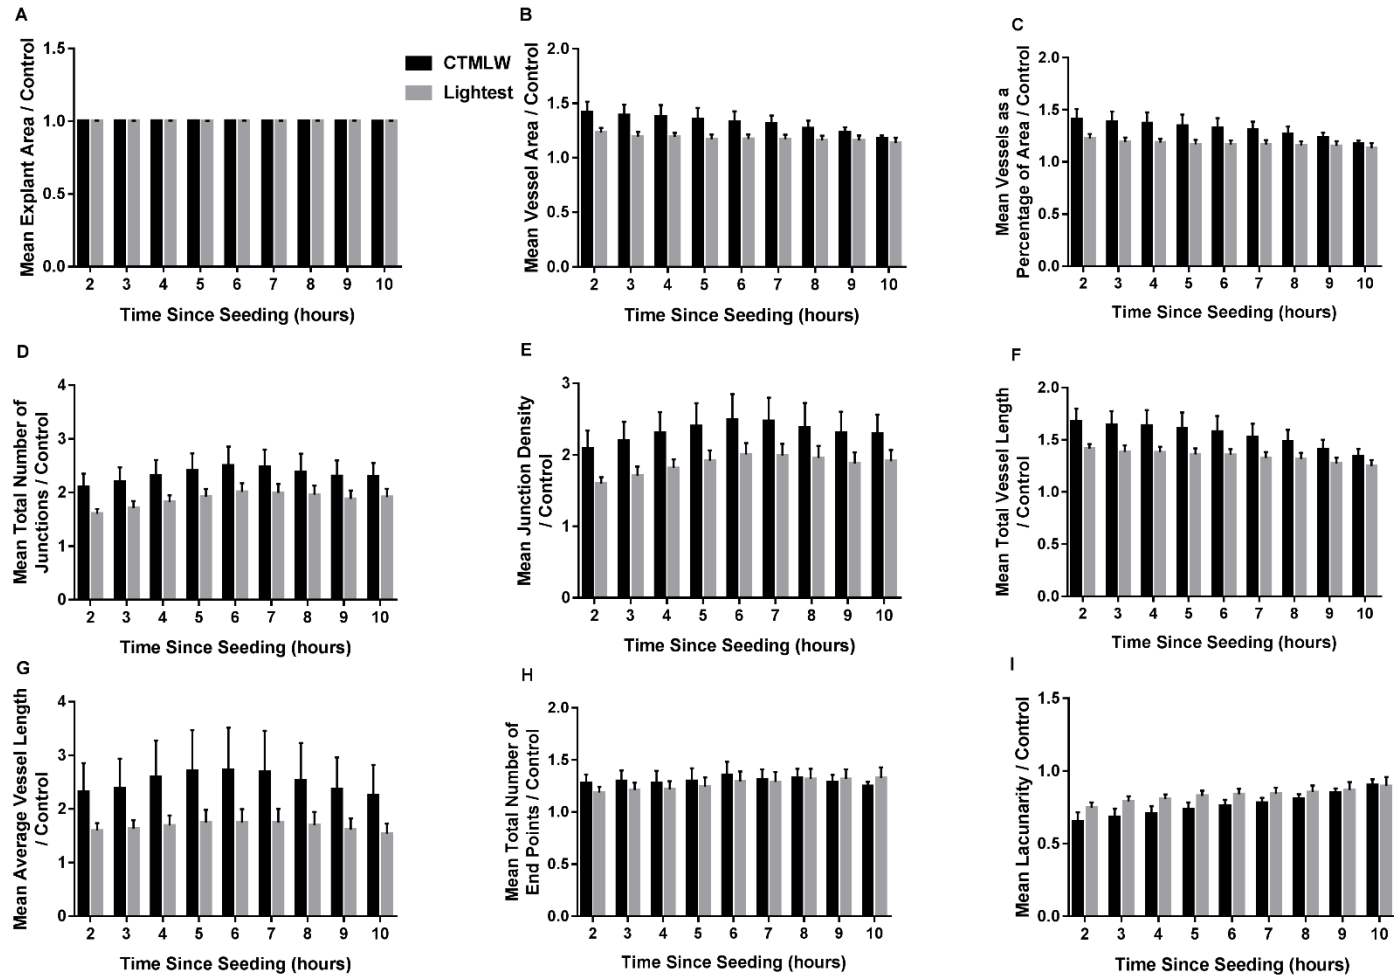 A
Mean Explant Area / Control
1.5
1.0
0.5
0.0
2 3 4 5 6 7 8 9 10
Time Since Seeding (hours)
CTMLW
Lightest
B
Mean Vessel Area / Control
2.0
1.5
1.0
0.5
0.0
2 3 4 5 6 7 8 9 10
Time Since Seeding (hours)
C
Mean Vessels as a
Percentage of Area / Control
2.0
1.5
1.0
0.5
0.0
2 3 4 5 6 7 8 9 10
Time Since Seeding (hours)
D
Mean Total Number of
Junctions / Control
4
3
2
1
0
2 3 4 5 6 7 8 9 10
Time Since Seeding (hours)
E
Mean Junction Density
/ Control
3
2
1
0
2 3 4 5 6 7 8 9 10
Time Since Seeding (hours)
F
Mean Total Vessel Length
/ Control
2.0
1.5
1.0
0.5
0.0
2 3 4 5 6 7 8 9 10
Time Since Seeding (hours)
G
Mean Average Vessel Length
/ Control
4
3
2
1
0
2 3 4 5 6 7 8 9 10
Time Since Seeding (hours)
H
Mean Total Number of
End Points / Control
2.0
1.5
1.0
0.5
0.0
2 3 4 5 6 7 8 9 10
Time Since Seeding (hours)
I
Mean Lacunarity / Control
1.5
1.0
0.5
0.0
2 3 4 5 6 7 8 9 10
Time Since Seeding (hours)